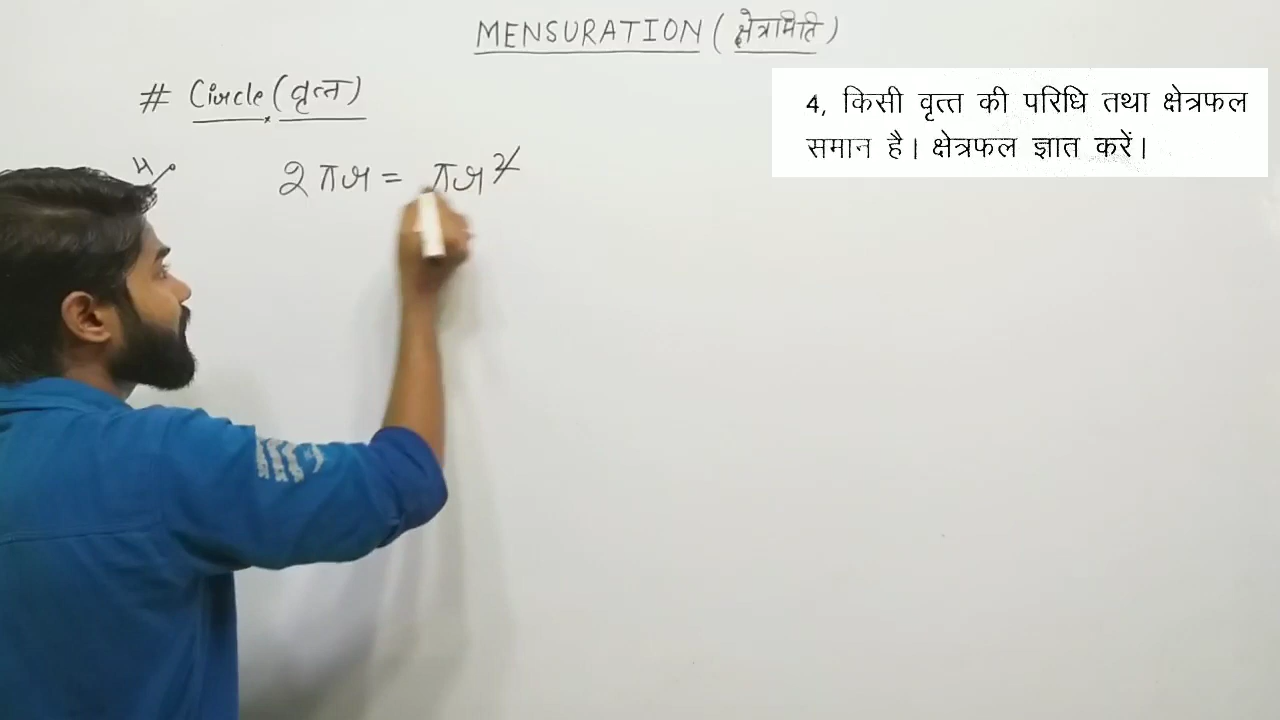 MENSURATION (क्षेत्रमिति)
# Circle (वृत्त)
4, किसी वृत्त की परिधि तथा क्षेत्रफल
समान है। क्षेत्रफल ज्ञात करें।
2πr = πr²